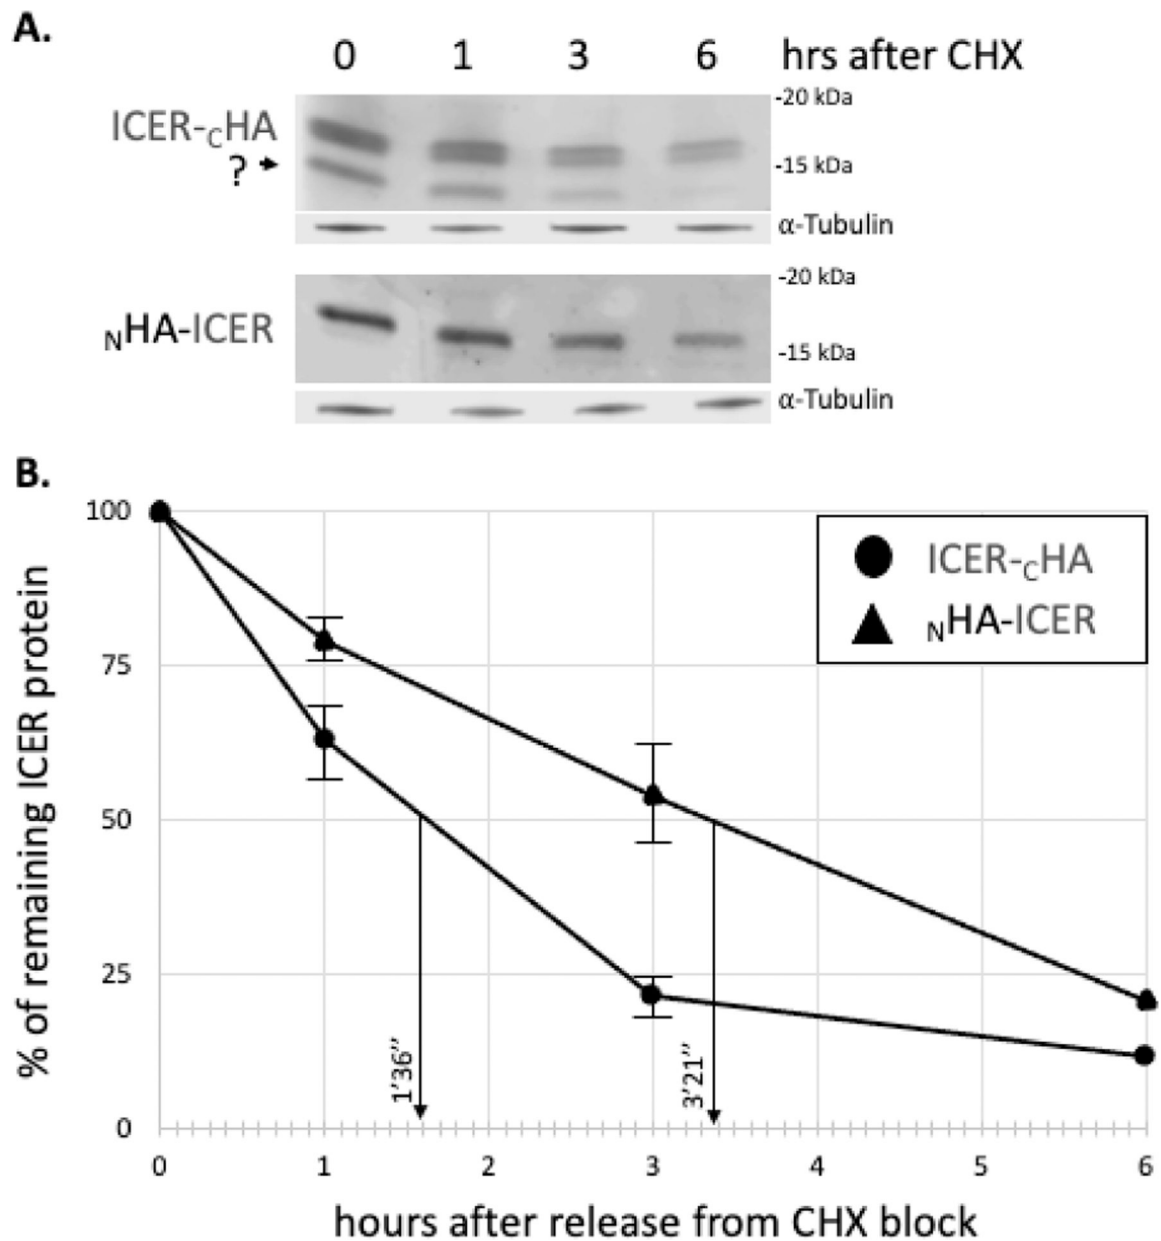 A.
0 1 3 6 hrs after CHX
-20 kDa
ICER-CHA
? -15 kDa
α-Tubulin
-20 kDa
NHA-ICER
-15 kDa
α-Tubulin
B.
% of remaining ICER protein
100
75
50
25
0
ICER-CHA
NHA-ICER
1’36’’
3’21’’
0 1 2 3 4 5 6
hours after release from CHX block